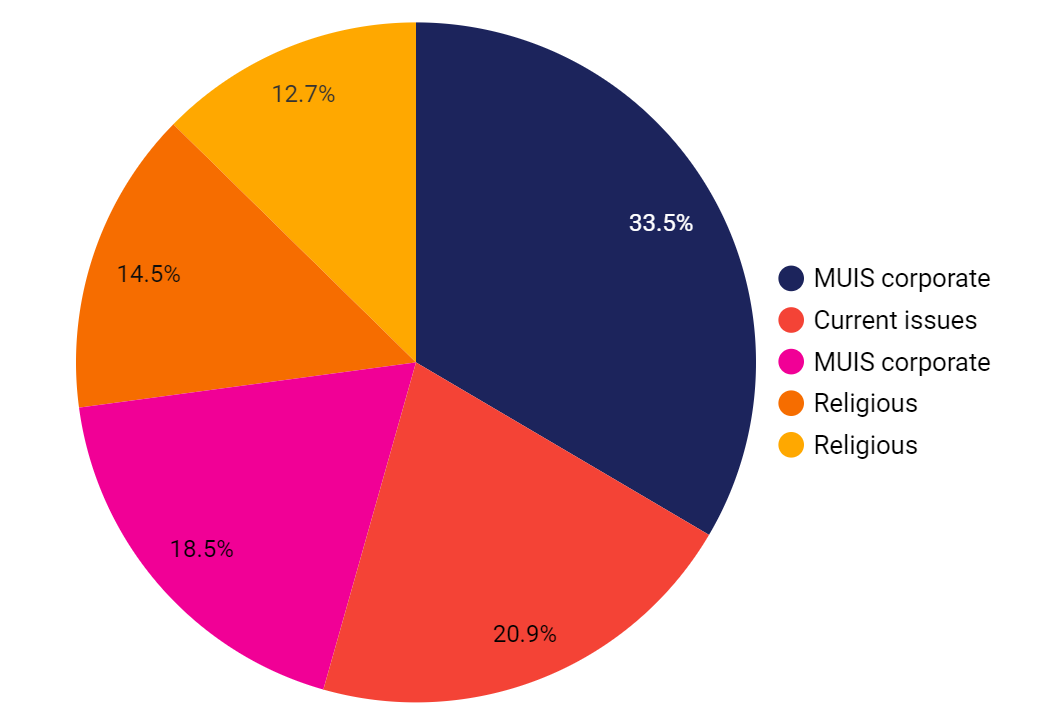 12.7%
33.5%
14.5%
MUIS corporate
Current issues
MUIS corporate
Religious
Religious
18.5%
20.9%